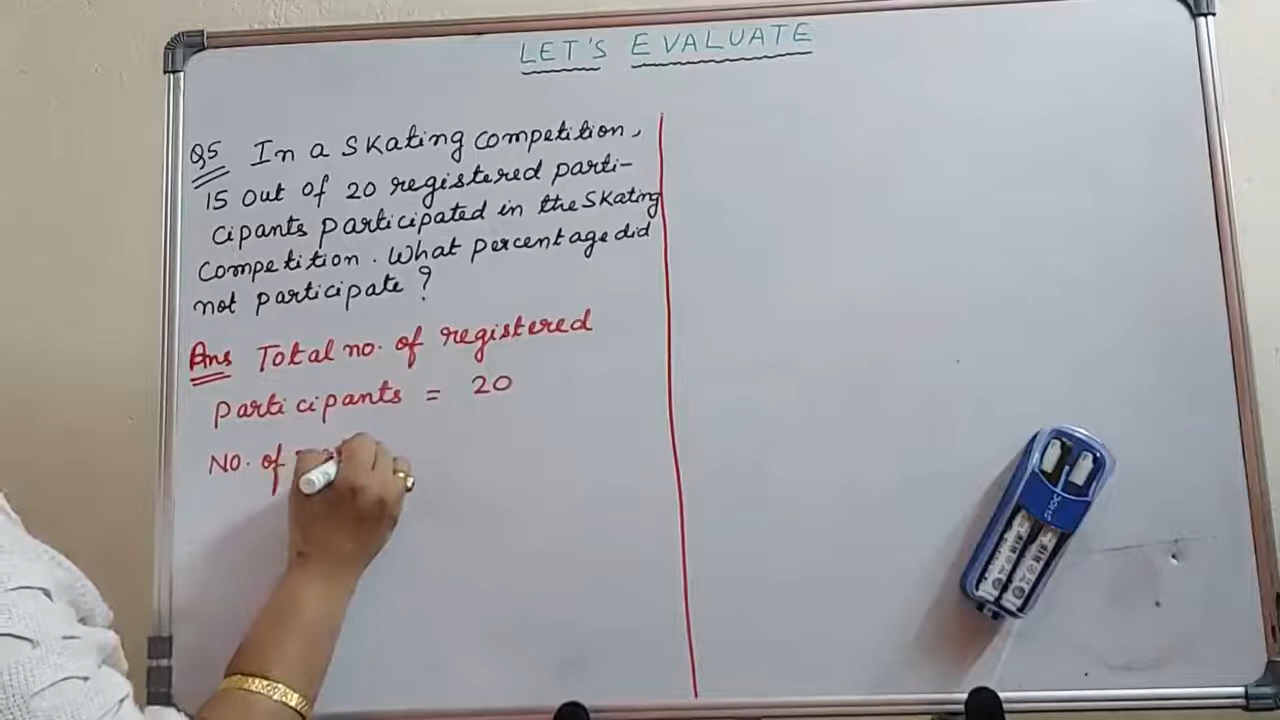 LET'S EVALUATE
Q5 In a Skating competition,
15 out of 20 registered parti-
cipants participated in the Skating
Competition. What percentage did
not participate?
Ans Total no. of registered
participants = 20
No. of